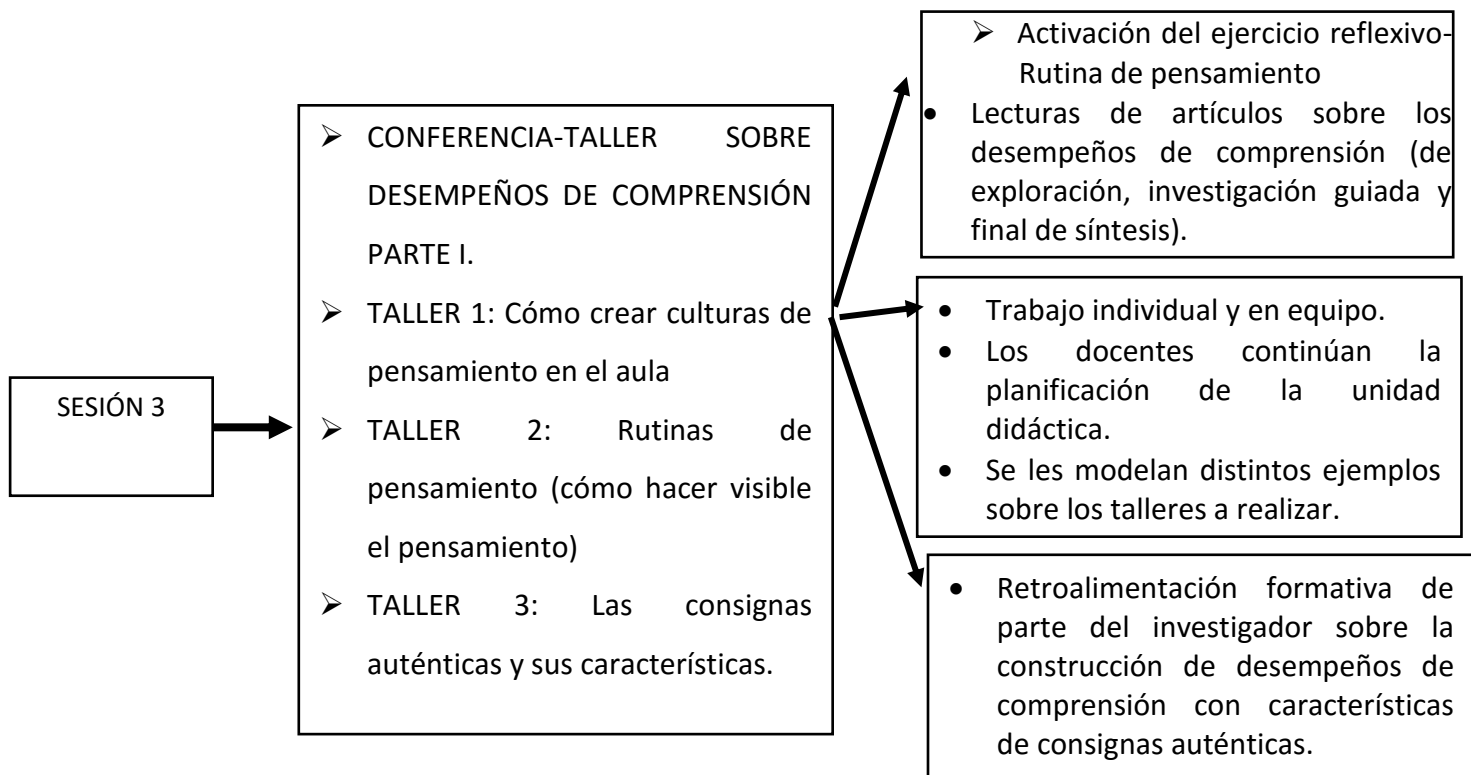 SESIÓN 3
➢ CONFERENCIA-TALLER SOBRE
DESEMPEÑOS DE COMPRENSIÓN
PARTE I.
➢ TALLER 1: Cómo crear culturas de
pensamiento en el aula
➢ TALLER 2: Rutinas de
pensamiento (cómo hacer visible
el pensamiento)
➢ TALLER 3: Las consignas
auténticas y sus características.
➢ Activación del ejercicio reflexivo-
Rutina de pensamiento
• Lecturas de artículos sobre los
desempeños de comprensión (de
exploración, investigación guiada y
final de síntesis).
• Trabajo individual y en equipo.
• Los docentes continúan la
planificación de la unidad
didáctica.
• Se les modelan distintos ejemplos
sobre los talleres a realizar.
• Retroalimentación formativa de
parte del investigador sobre la
construcción de desempeños de
comprensión con características
de consignas auténticas.